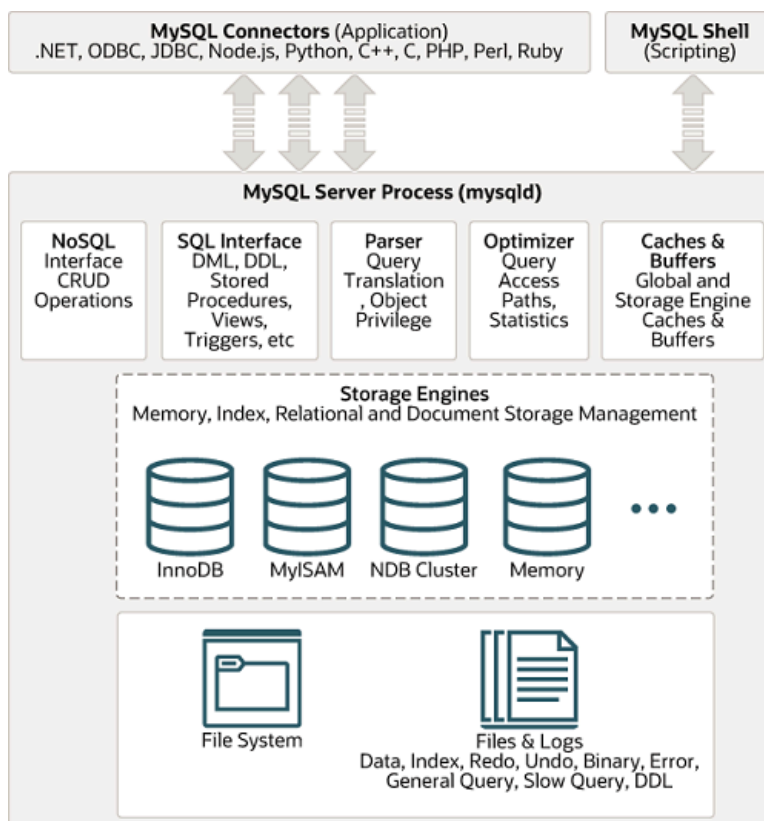 MySQL Connectors (Application)
.NET, ODBC, JDBC, Node.js, Python, C++, C, PHP, Perl, Ruby
MySQL Shell
(Scripting)
MySQL Server Process (mysqld)
NoSQL
Interface
CRUD
Operations
SQL Interface
DML, DDL,
Stored
Procedures,
Views,
Triggers, etc
Parser
Query
Translation
, Object
Privilege
Optimizer
Query
Access
Paths,
Statistics
Caches &
Buffers
Global and
Storage Engine
Caches &
Buffers
Storage Engines
Memory, Index, Relational and Document Storage Management
InnoDB
MyISAM
NDB Cluster
Memory
File System
Files & Logs
Data, Index, Redo, Undo, Binary, Error,
General Query, Slow Query, DDL